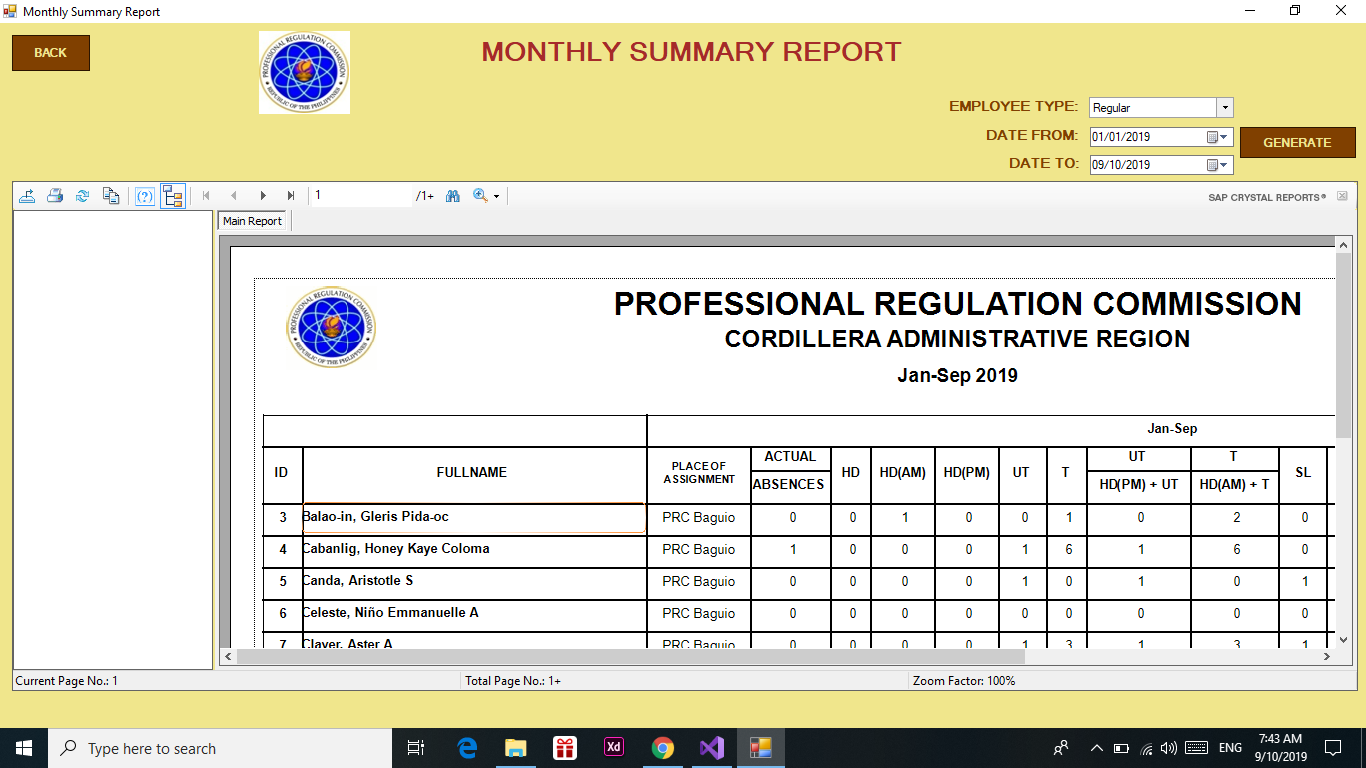 Monthly Summary Report
BACK
PROFESSIONAL REGULATION COMMISSION
REPUBLIC OF THE PHILIPPINES
MONTHLY SUMMARY REPORT
EMPLOYEE TYPE: Regular
DATE FROM: 01/01/2019
GENERATE
DATE TO: 09/10/2019
(?)
1 /1+
SAP CRYSTAL REPORTS®
Main Report
PROFESSIONAL REGULATION COMMISSION
REPUBLIC OF THE PHILIPPINES
PROFESSIONAL REGULATION COMMISSION
CORDILLERA ADMINISTRATIVE REGION
Jan-Sep 2019
Jan-Sep
ID FULLNAME PLACE OF ASSIGNMENT ACTUAL ABSENCES HD HD(AM) HD(PM) UT T UT HD(PM) + UT T HD(AM) + T SL
3 Balao-in, Gleris Pida-oc PRC Baguio 0 0 1 0 0 1 0 2 0
4 Cabanlig, Honey Kaye Coloma PRC Baguio 1 0 0 0 1 6 1 6 0
5 Canda, Aristotle S PRC Baguio 0 0 0 0 1 0 1 0 1
6 Celeste, Niño Emmanuelle A PRC Baguio 0 0 0 0 0 0 0 0 0
7 Claver, Aster A PRC Baguio 0 0 0 0 1 3 1 3 1
Current Page No.: 1 Total Page No.: 1+ Zoom Factor: 100%
Type here to search
Xd
ENG
7:43 AM
9/10/2019